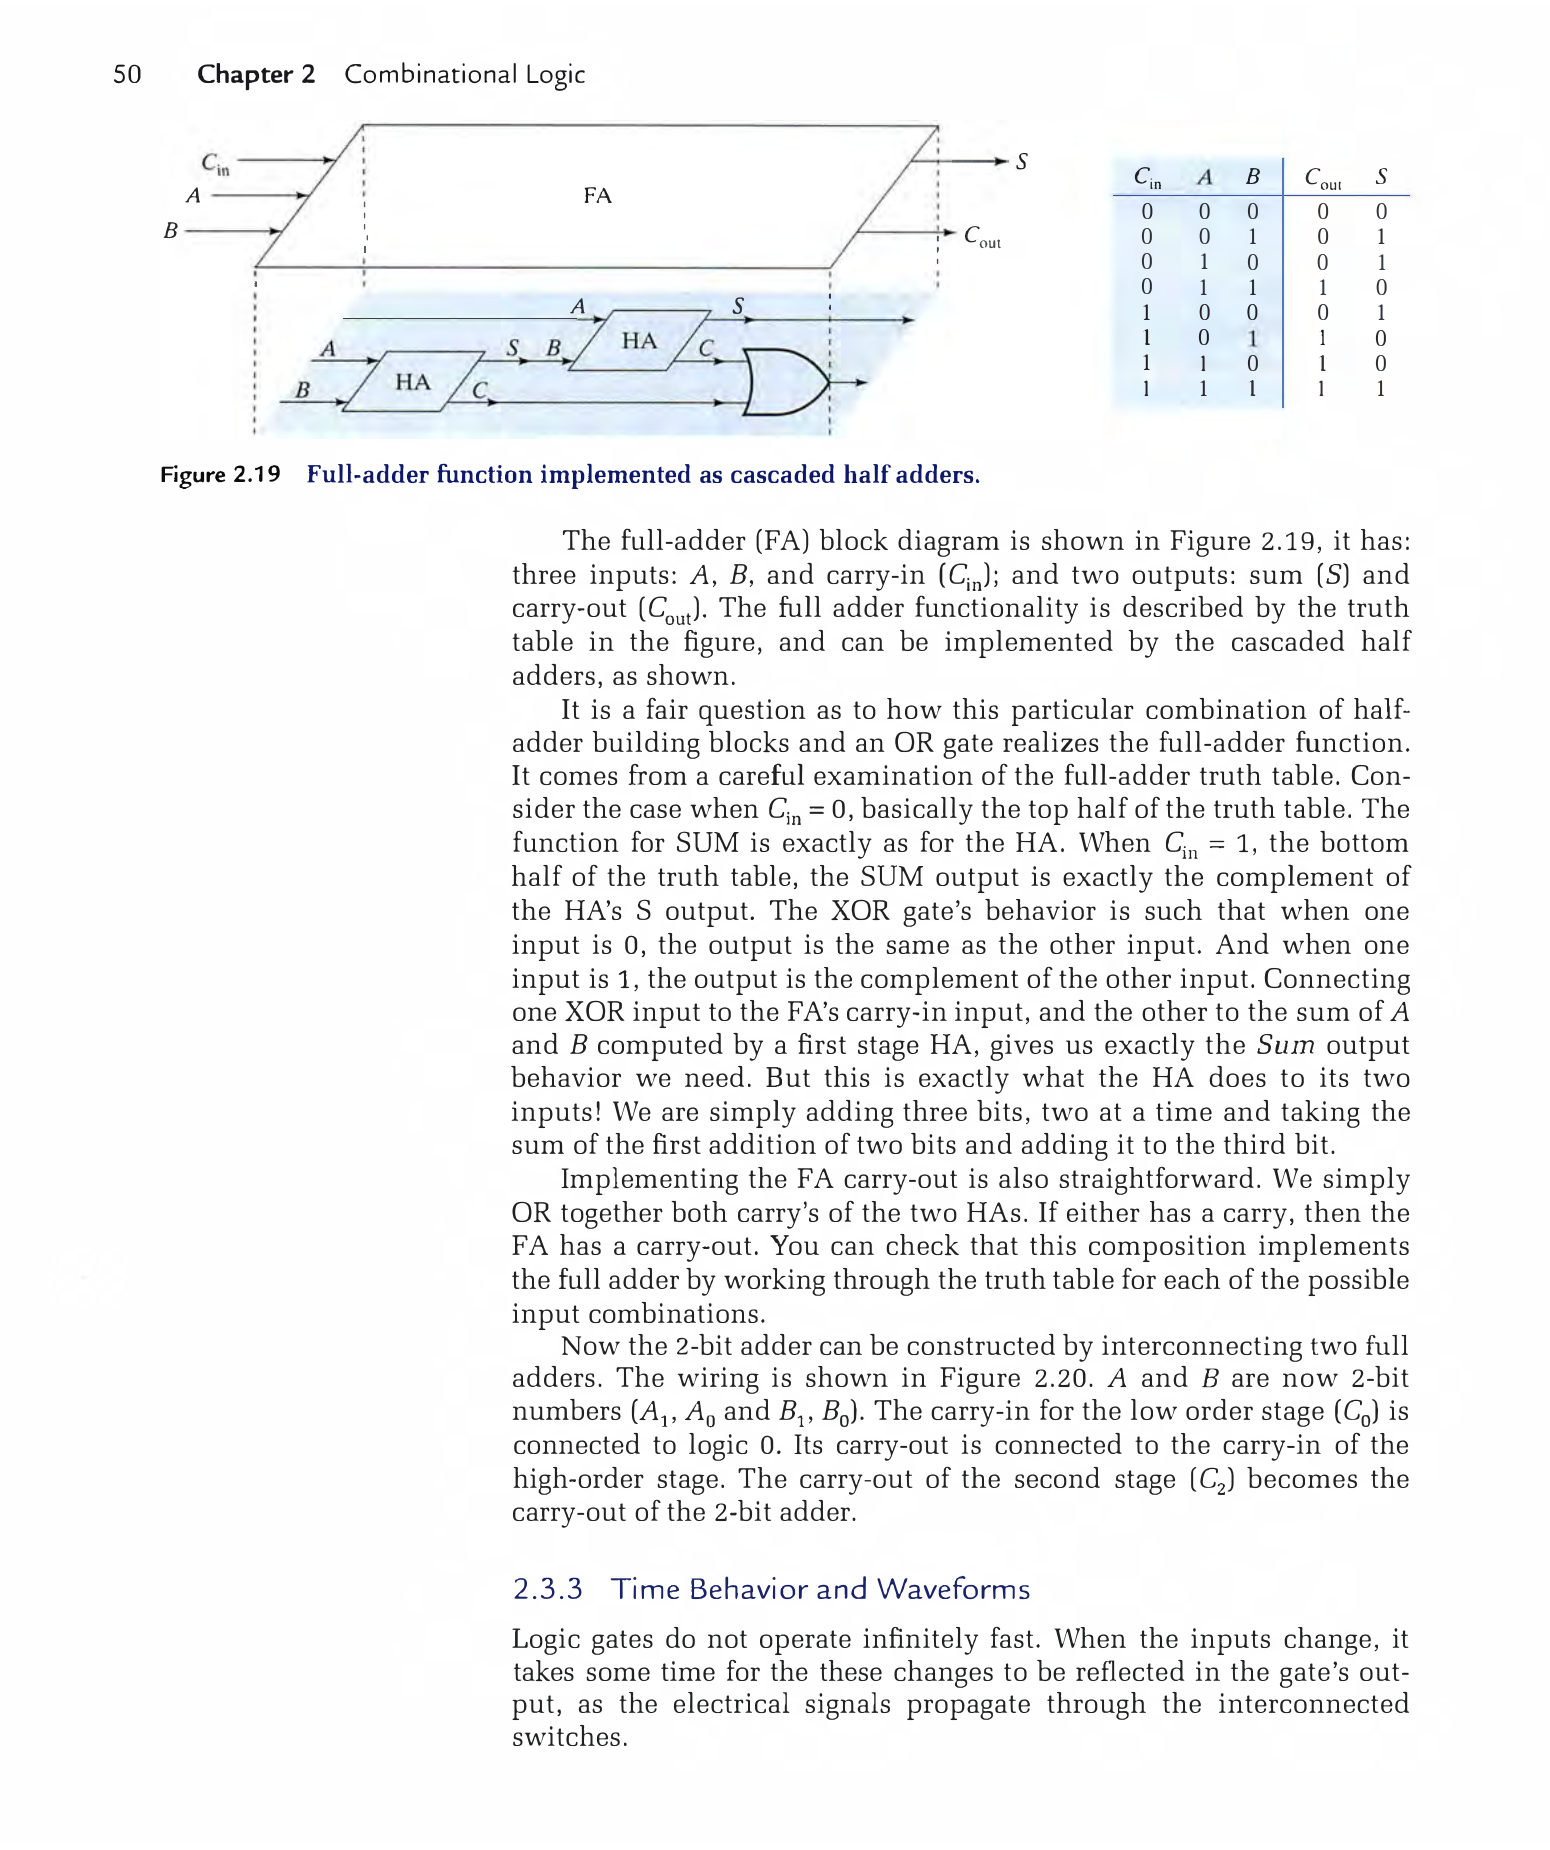 50 Chapter 2 Combinational Logic
C_in
A
B
FA
S
C_out
A
S
HA
A
S
B
C
HA
B
C
C_in A B C_out S
0 0 0 0 0
0 0 1 0 1
0 1 0 0 1
0 1 1 1 0
1 0 0 0 1
1 0 1 1 0
1 1 0 1 0
1 1 1 1 1
Figure 2.19 Full-adder function implemented as cascaded half adders.
The full-adder (FA) block diagram is shown in Figure 2.19, it has:
three inputs: A, B, and carry-in (C_in); and two outputs: sum (S) and
carry-out (C_out). The full adder functionality is described by the truth
table in the figure, and can be implemented by the cascaded half
adders, as shown.
It is a fair question as to how this particular combination of half-
adder building blocks and an OR gate realizes the full-adder function.
It comes from a careful examination of the full-adder truth table. Con-
sider the case when C_in = 0, basically the top half of the truth table. The
function for SUM is exactly as for the HA. When C_in = 1, the bottom
half of the truth table, the SUM output is exactly the complement of
the HA's S output. The XOR gate's behavior is such that when one
input is 0, the output is the same as the other input. And when one
input is 1, the output is the complement of the other input. Connecting
one XOR input to the FA's carry-in input, and the other to the sum of A
and B computed by a first stage HA, gives us exactly the Sum output
behavior we need. But this is exactly what the HA does to its two
inputs! We are simply adding three bits, two at a time and taking the
sum of the first addition of two bits and adding it to the third bit.
Implementing the FA carry-out is also straightforward. We simply
OR together both carry's of the two HAs. If either has a carry, then the
FA has a carry-out. You can check that this composition implements
the full adder by working through the truth table for each of the possible
input combinations.
Now the 2-bit adder can be constructed by interconnecting two full
adders. The wiring is shown in Figure 2.20. A and B are now 2-bit
numbers (A₁, A₀ and B₁, B₀). The carry-in for the low order stage (C₀) is
connected to logic 0. Its carry-out is connected to the carry-in of the
high-order stage. The carry-out of the second stage (C₂) becomes the
carry-out of the 2-bit adder.
2.3.3 Time Behavior and Waveforms
Logic gates do not operate infinitely fast. When the inputs change, it
takes some time for the these changes to be reflected in the gate's out-
put, as the electrical signals propagate through the interconnected
switches.